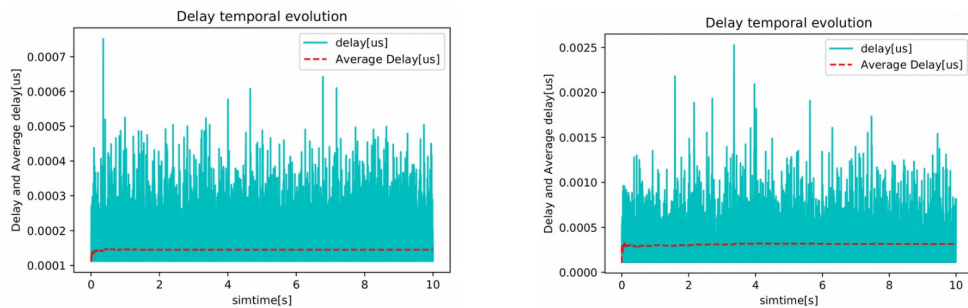 Delay temporal evolution
delay[us]
Average Delay[us]
Delay and Average delay[us]
0.0007
0.0006
0.0005
0.0004
0.0003
0.0002
0.0001
0 2 4 6 8 10
simtime[s]
Delay temporal evolution
delay[us]
Average Delay[us]
Delay and Average delay[us]
0.0025
0.0020
0.0015
0.0010
0.0005
0.0000
0 2 4 6 8 10
simtime[s]